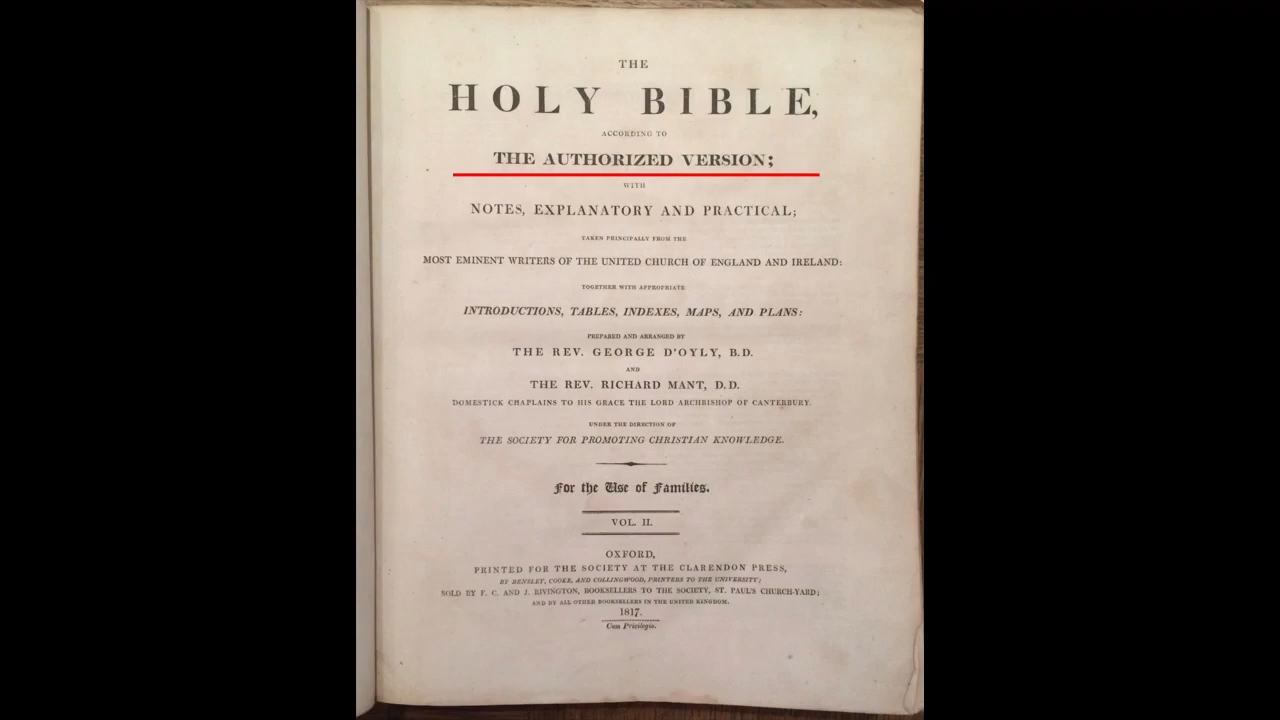 THE
HOLY BIBLE,
ACCORDING TO
THE AUTHORIZED VERSION;
WITH
NOTES, EXPLANATORY AND PRACTICAL;
TAKEN PRINCIPALLY FROM THE
MOST EMINENT WRITERS OF THE UNITED CHURCH OF ENGLAND AND IRELAND:
TOGETHER WITH APPROPRIATE
INTRODUCTIONS, TABLES, INDEXES, MAPS, AND PLANS:
PREPARED AND ARRANGED BY
THE REV. GEORGE D'OYLY, B.D.
AND
THE REV. RICHARD MANT, D.D.
DOMESTICK CHAPLAINS TO HIS GRACE THE LORD ARCHBISHOP OF CANTERBURY.
UNDER THE DIRECTION OF
THE SOCIETY FOR PROMOTING CHRISTIAN KNOWLEDGE.
For the Use of Families.
VOL. II.
OXFORD,
PRINTED FOR THE SOCIETY AT THE CLARENDON PRESS,
BY BENSLEY, COOKE, AND COLLINGWOOD, PRINTERS TO THE UNIVERSITY;
SOLD BY F. C. AND J. RIVINGTON, BOOKSELLERS TO THE SOCIETY, ST. PAUL'S CHURCH-YARD;
AND BY ALL OTHER BOOKSELLERS IN THE UNITED KINGDOM.
1817.
Cum Privilegio.